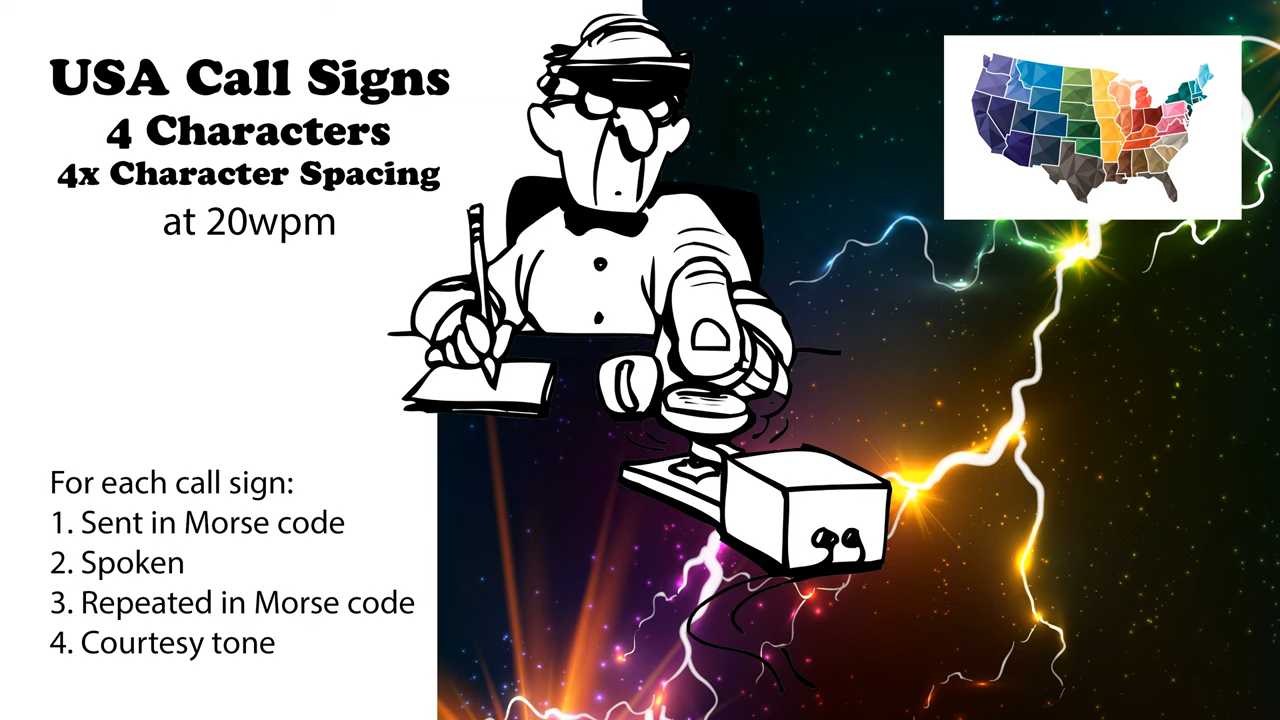 USA Call Signs
4 Characters
4x Character Spacing
at 20wpm
For each call sign:
1. Sent in Morse code
2. Spoken
3. Repeated in Morse code
4. Courtesy tone